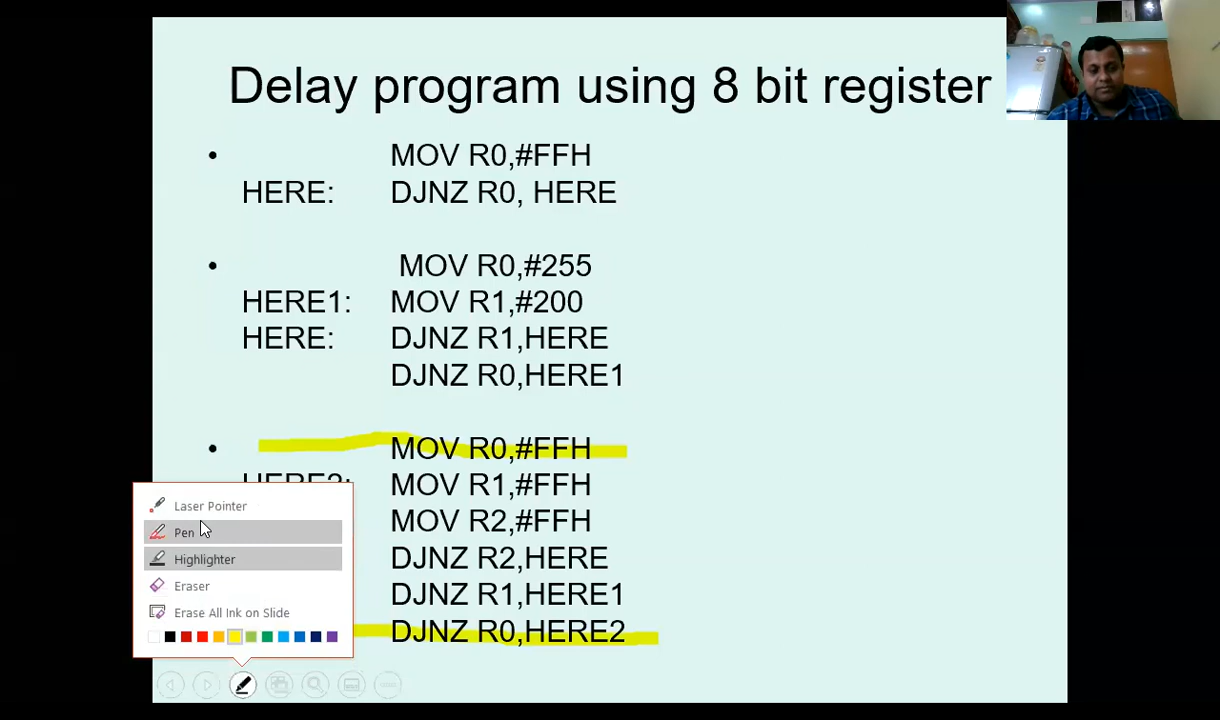 Delay program using 8 bit register
• MOV R0,#FFH
HERE: DJNZ R0, HERE
• MOV R0,#255
HERE1: MOV R1,#200
HERE: DJNZ R1,HERE
DJNZ R0,HERE1
• MOV R0,#FFH
HERE2: MOV R1,#FFH
MOV R2,#FFH
DJNZ R2,HERE
DJNZ R1,HERE1
DJNZ R0,HERE2
Laser Pointer
Pen
Highlighter
Eraser
Erase All Ink on Slide